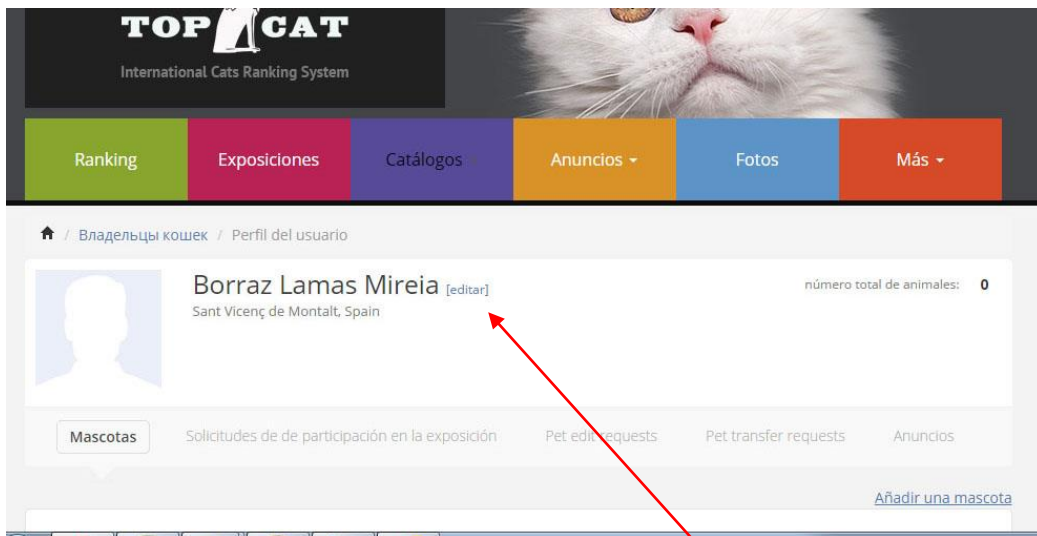 TOP CAT
International Cats Ranking System
Ranking Exposiciones Catálogos Anuncios Fotos Más
/ Владельцы кошек / Perfil del usuario
Borraz Lamas Mireia [editar] número total de animales: 0
Sant Vicenç de Montalt, Spain
Mascotas Solicitudes de de participación en la exposición Pet edit requests Pet transfer requests Anuncios
Añadir una mascota